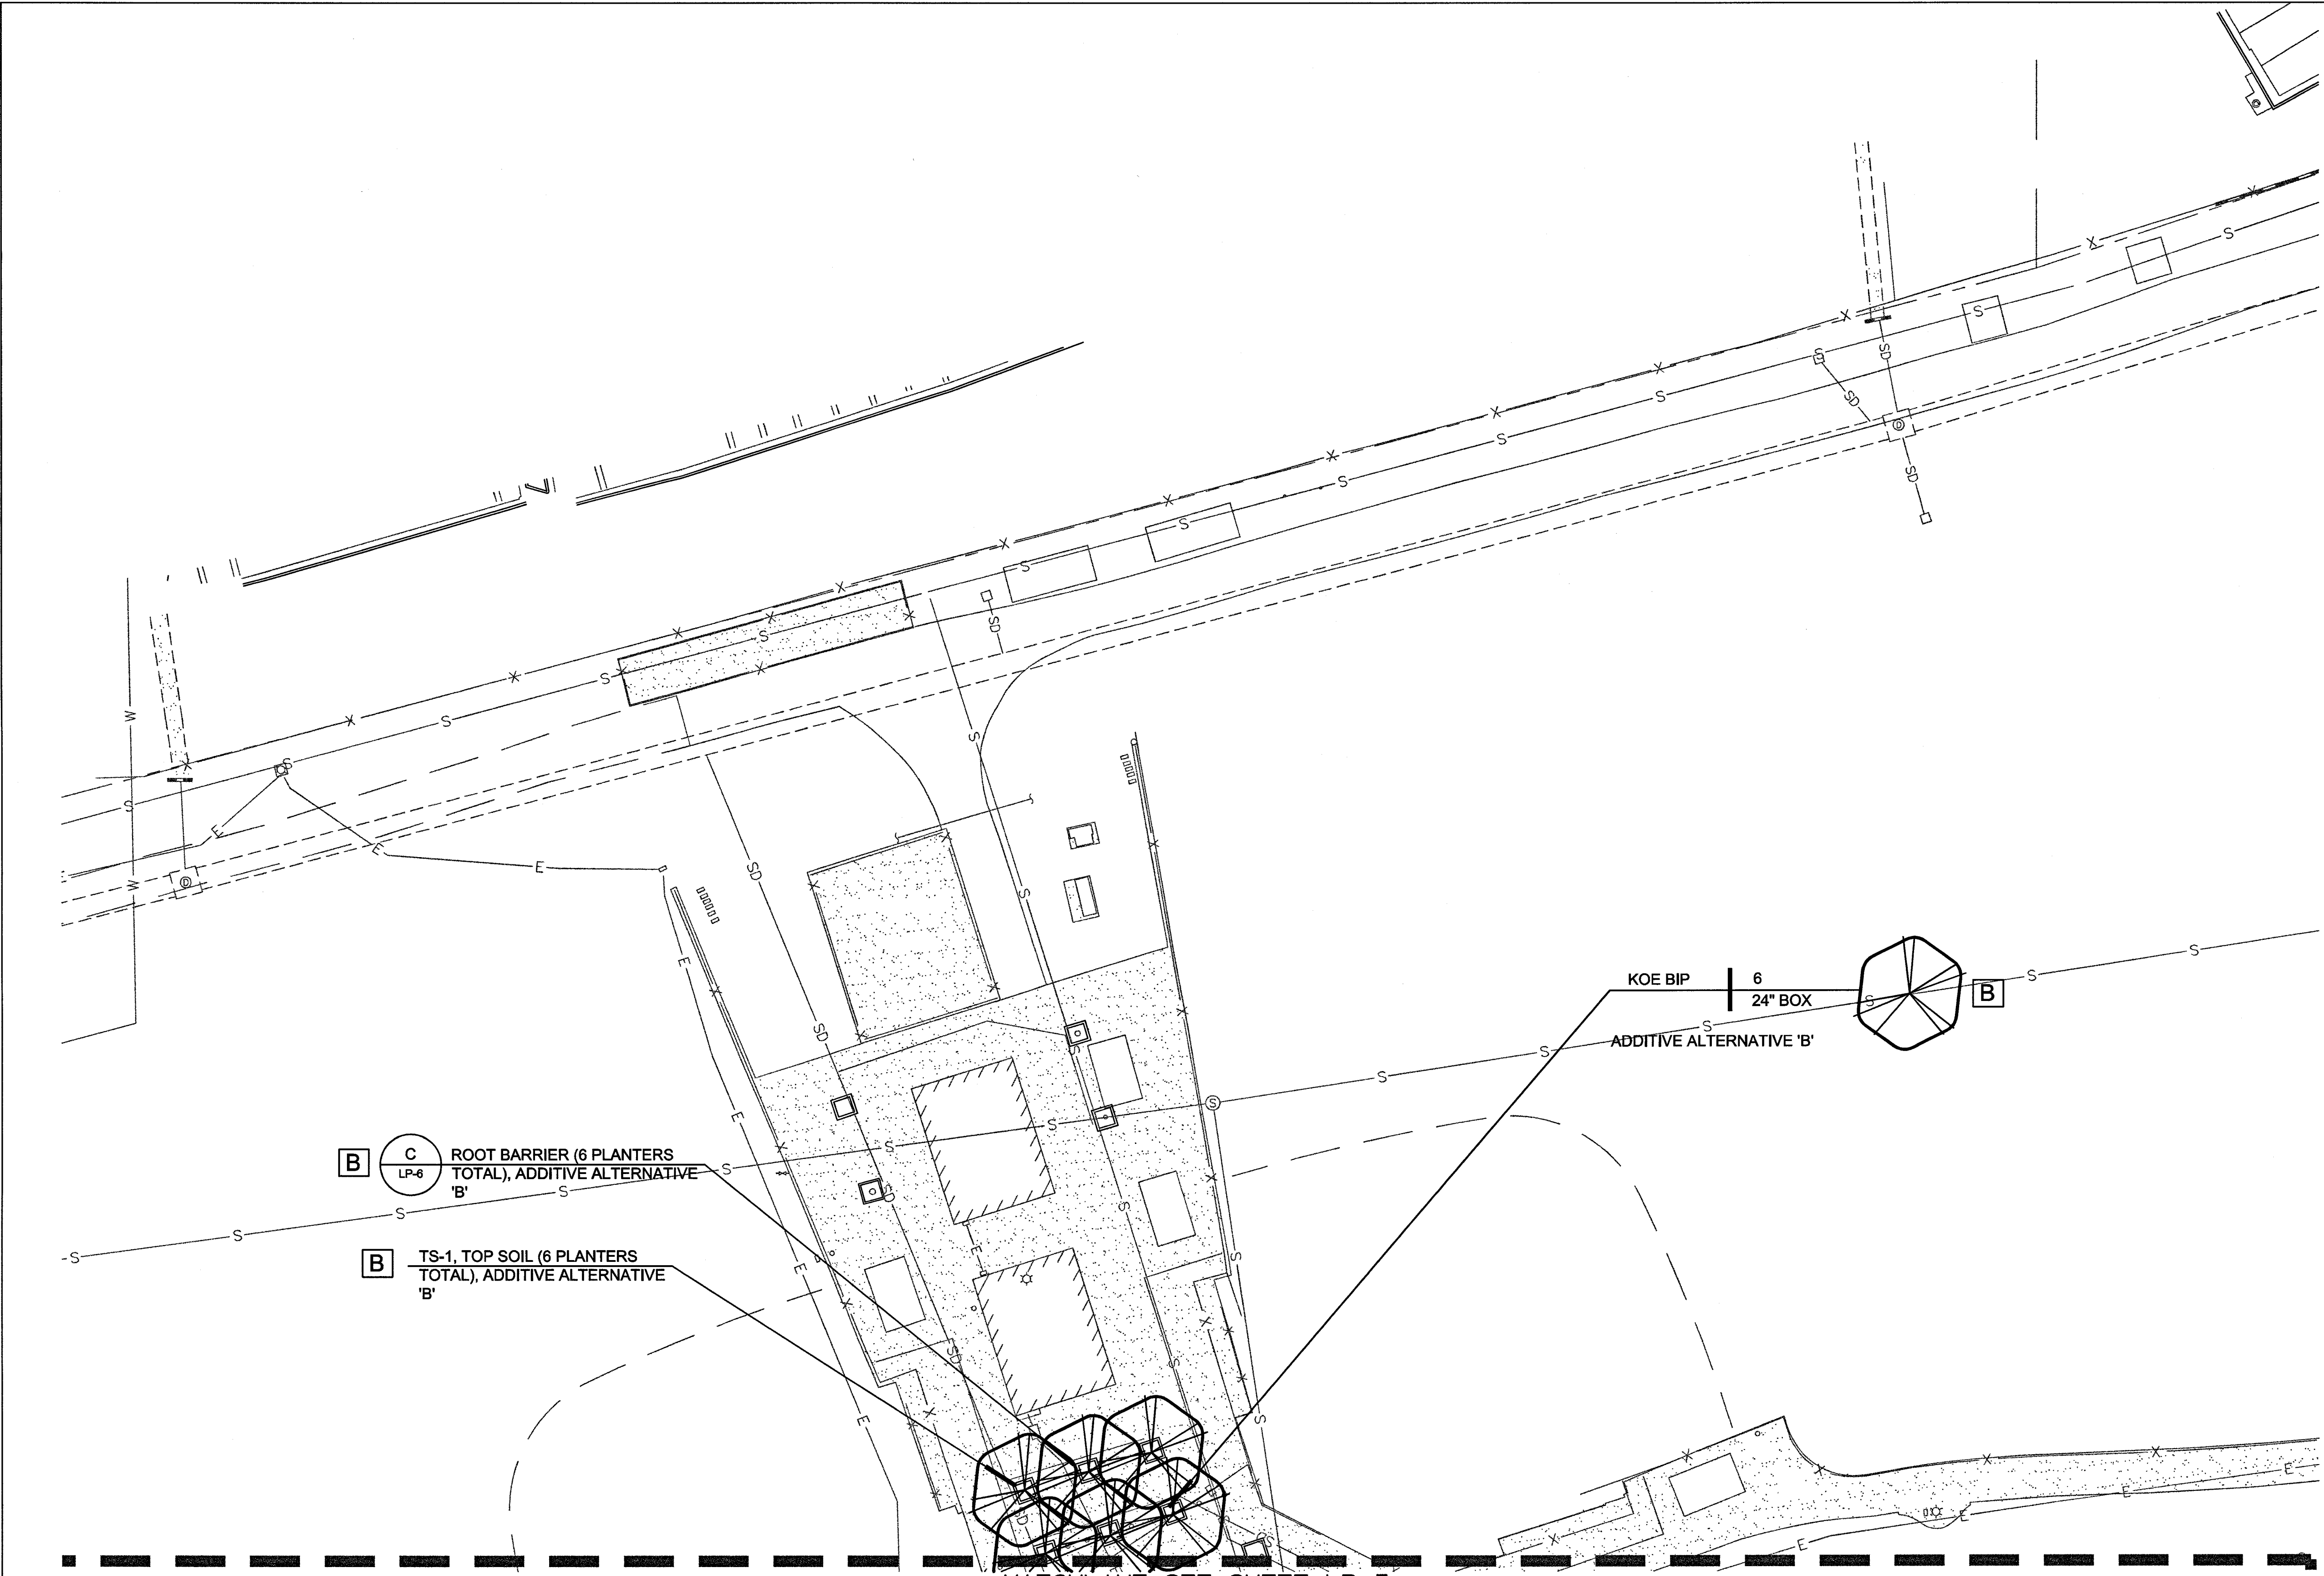 KOE BIP 6
24" BOX
B
ADDITIVE ALTERNATIVE 'B'
B
C
LP-6
ROOT BARRIER (6 PLANTERS
TOTAL), ADDITIVE ALTERNATIVE
'B'
B
TS-1, TOP SOIL (6 PLANTERS
TOTAL), ADDITIVE ALTERNATIVE
'B'